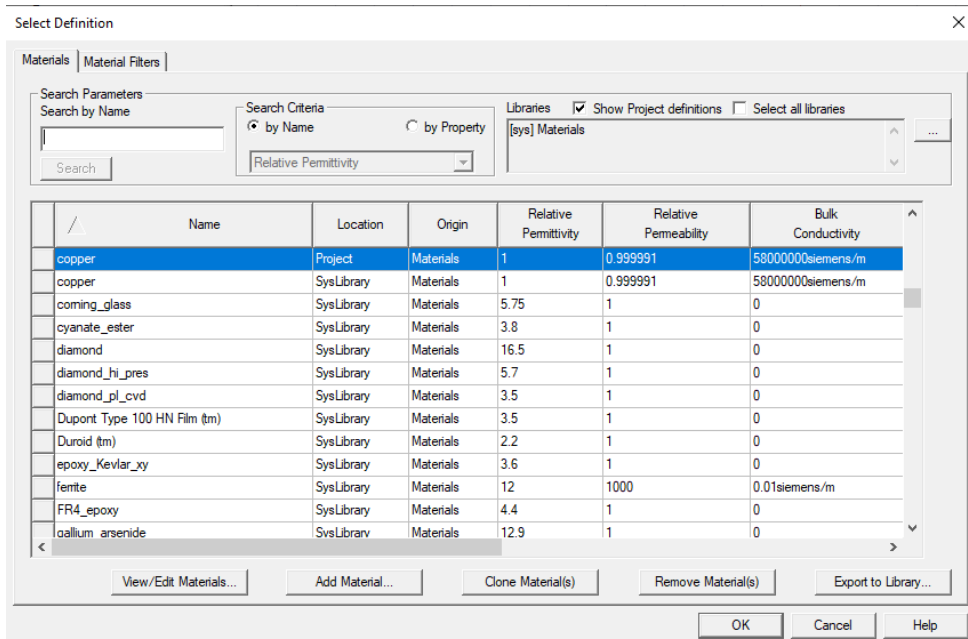 Select Definition
Materials Material Filters
Search Parameters
Search by Name
Search
Search Criteria
by Name by Property
Relative Permittivity
Libraries Show Project definitions Select all libraries
[sys] Materials
...
Name Location Origin Relative Permittivity Relative Permeability Bulk Conductivity
copper Project Materials 1 0.999991 58000000siemens/m
copper SysLibrary Materials 1 0.999991 58000000siemens/m
corning_glass SysLibrary Materials 5.75 1 0
cyanate_ester SysLibrary Materials 3.8 1 0
diamond SysLibrary Materials 16.5 1 0
diamond_hi_pres SysLibrary Materials 5.7 1 0
diamond_pl_cvd SysLibrary Materials 3.5 1 0
Dupont Type 100 HN Film (tm) SysLibrary Materials 3.5 1 0
Duroid (tm) SysLibrary Materials 2.2 1 0
epoxy_Kevlar_xy SysLibrary Materials 3.6 1 0
ferrite SysLibrary Materials 12 1000 0.01siemens/m
FR4_epoxy SysLibrary Materials 4.4 1 0
gallium_arsenide SysLibrary Materials 12.9 1 0
View/Edit Materials... Add Material... Clone Material(s) Remove Material(s) Export to Library...
OK Cancel Help